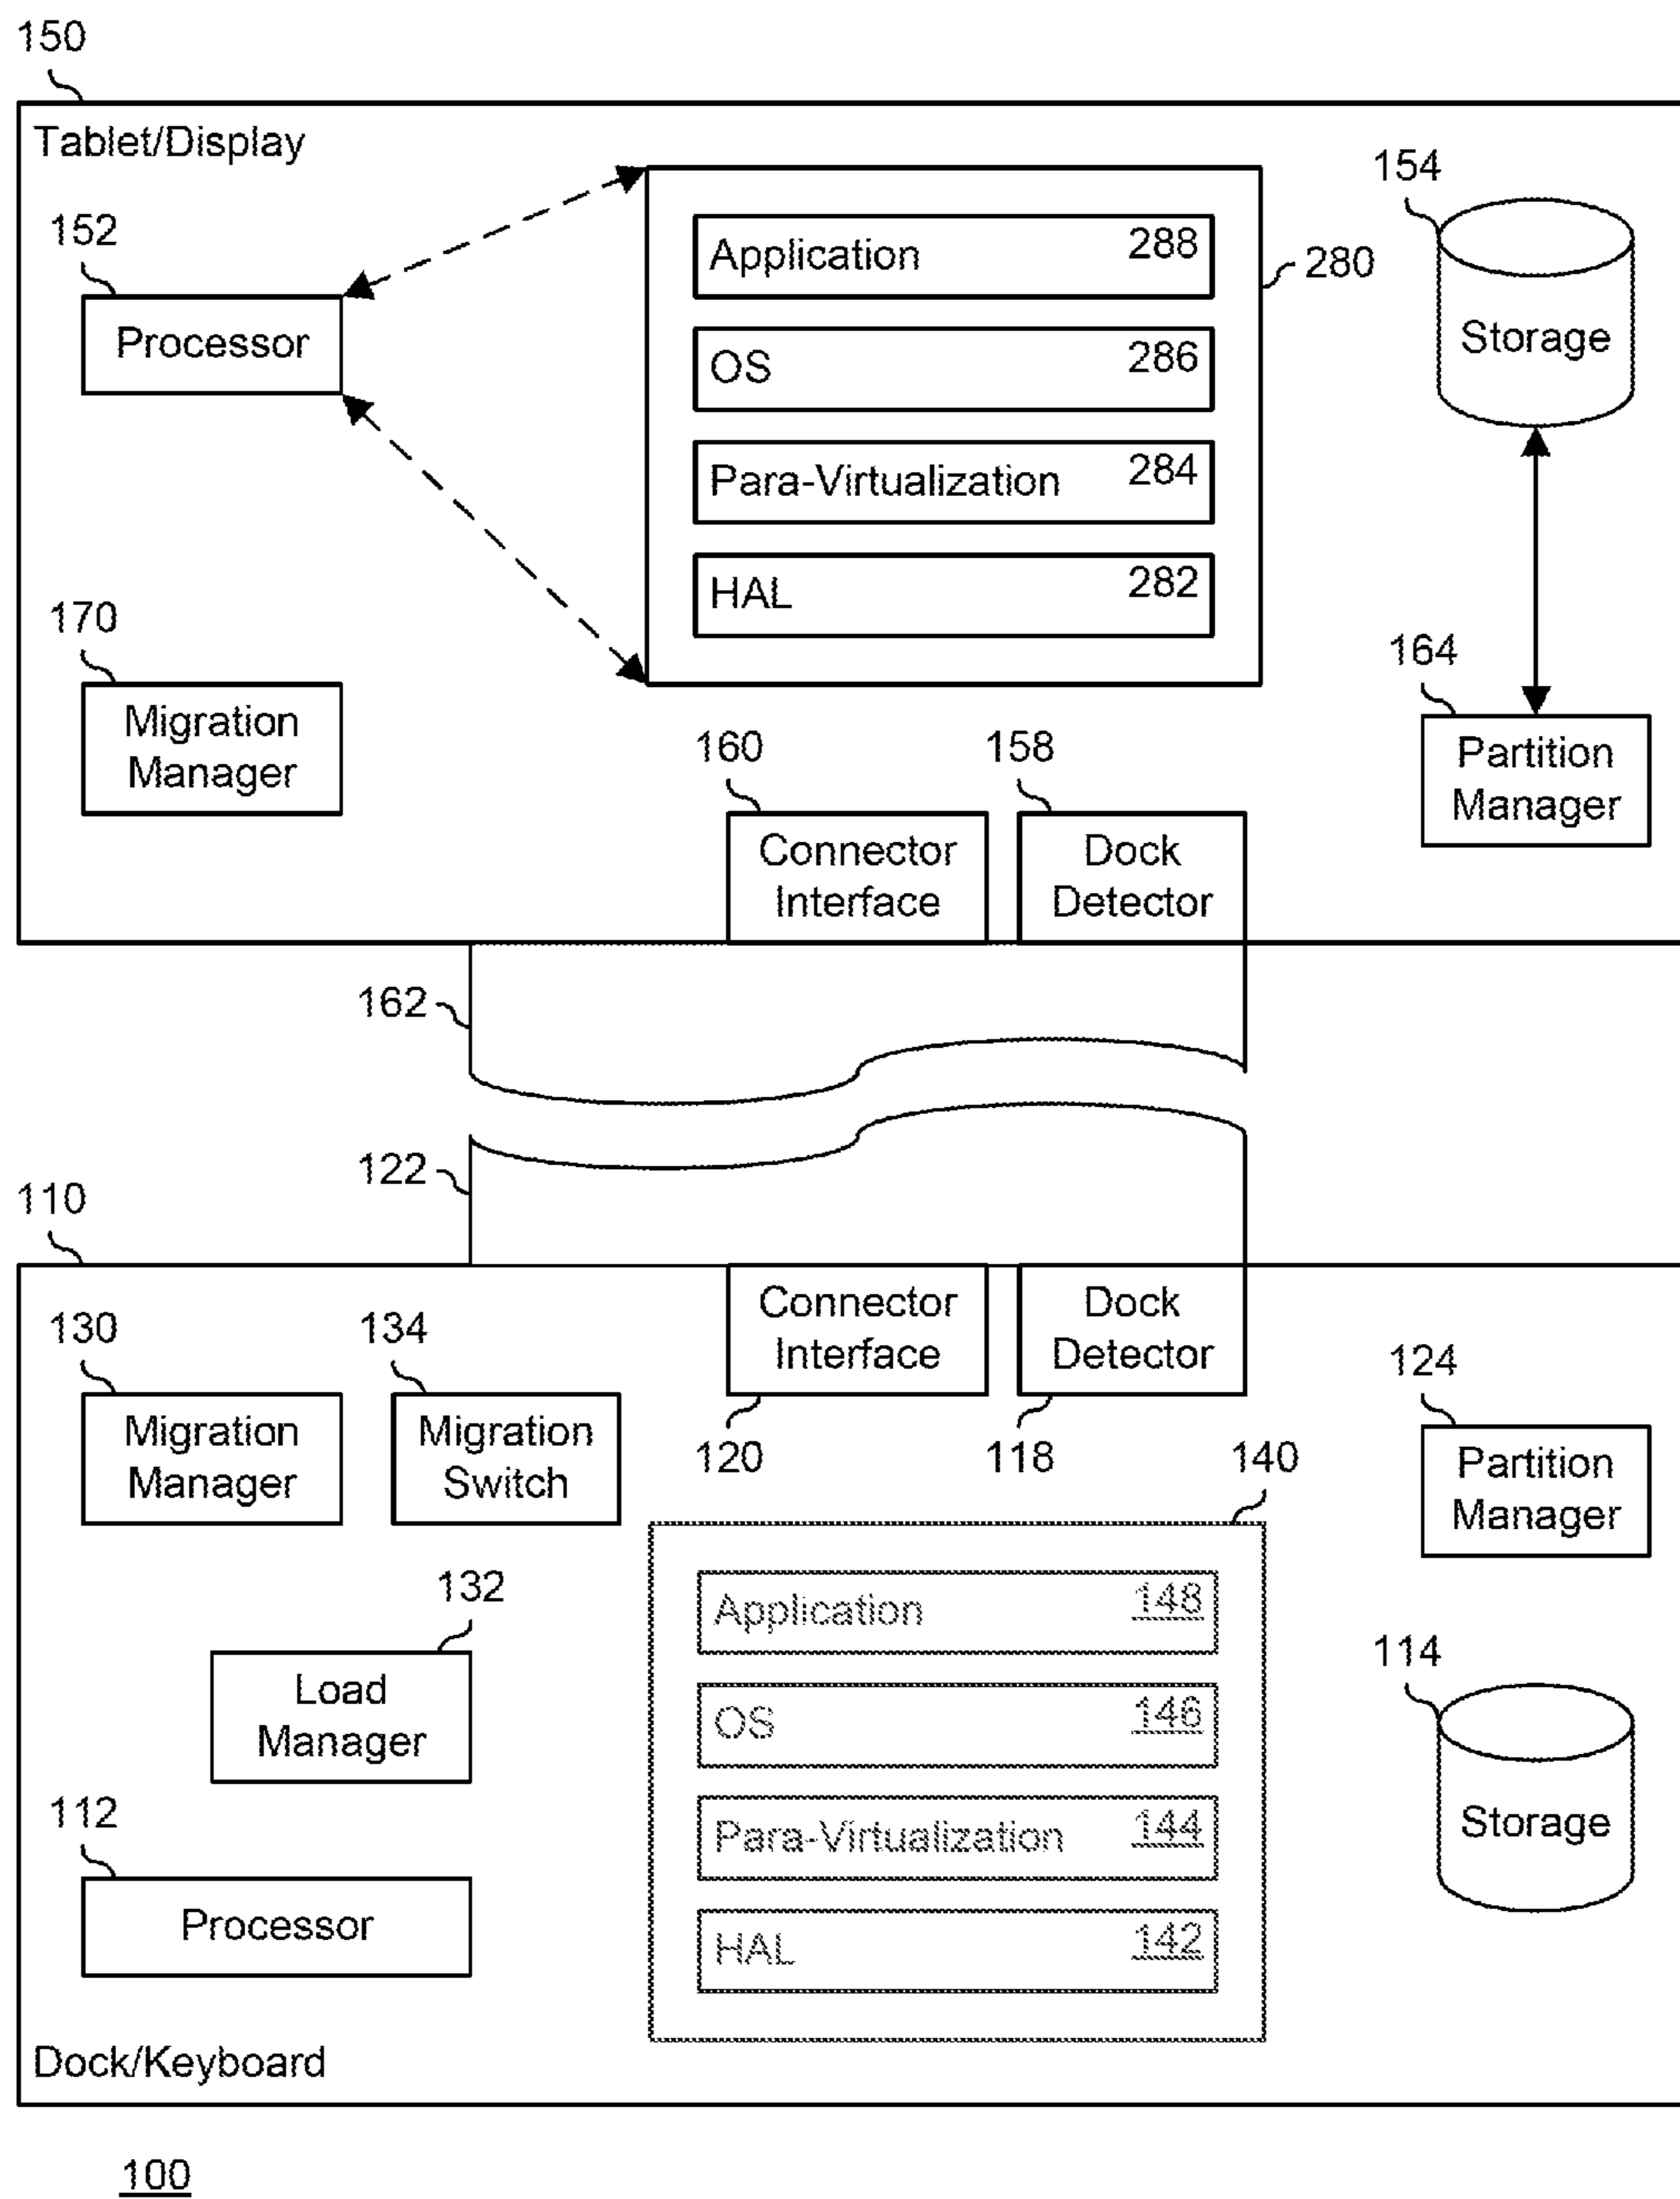 150
Tablet/Display
154
152
Application 288
280
Processor
Storage
OS 286
Para-Virtualization 284
HAL 282
170
164
Migration
Manager
160
158
Partition
Manager
Connector
Interface
Dock
Detector
162
122
110
Connector
Interface
Dock
Detector
130
134
124
Migration
Manager
Migration
Switch
120
118
140
Partition
Manager
132
Application 148
114
Load
Manager
OS 146
112
Para-Virtualization 144
Storage
Processor
HAL 142
Dock/Keyboard
100